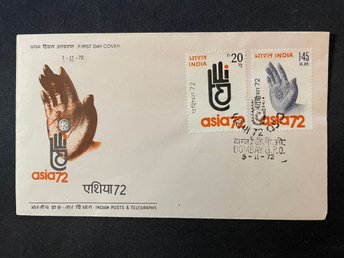 प्रथम दिवस आवरण FIRST DAY COVER
3-11-72
asia72
एशिया 72
भारतीय डाक-तार विभाग INDIAN POSTS & TELEGRAPHS
भारत
INDIA
20
एशिया 72
asia72
भारत INDIA
145
asia72
BOMBAY G.P.O.
3-11-72